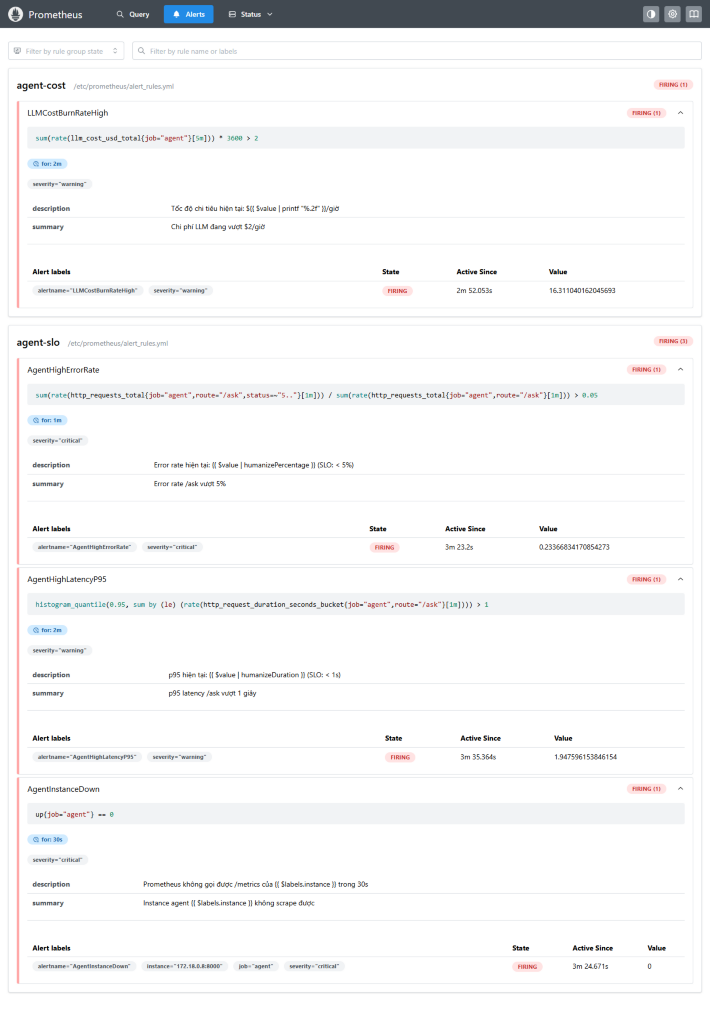 Prometheus Query Alerts Status
Filter by rule group state Filter by rule name or labels
agent-cost /etc/prometheus/alert_rules.yml FIRING (1)
LLMCostBurnRateHigh FIRING (1)
sum(rate(llm_cost_usd_total{job="agent"}[5m])) * 3600 > 2
for: 2m
severity="warning"
description Tốc độ chi tiêu hiện tại: ${{ $value | printf "%.2f" }}/giờ
summary Chi phí LLM đang vượt $2/giờ
Alert labels State Active Since Value
alertname="LLMCostBurnRateHigh" severity="warning" FIRING 2m 52.053s 16.311040162045693
agent-slo /etc/prometheus/alert_rules.yml FIRING (3)
AgentHighErrorRate FIRING (1)
sum(rate(http_requests_total{job="agent",route="/ask",status=~"5.."}[1m])) / sum(rate(http_requests_total{job="agent",route="/ask"}[1m])) > 0.05
for: 1m
severity="critical"
description Error rate hiện tại: {{ $value | humanizePercentage }} (SLO: < 5%)
summary Error rate /ask vượt 5%
Alert labels State Active Since Value
alertname="AgentHighErrorRate" severity="critical" FIRING 3m 23.2s 0.23366834170854273
AgentHighLatencyP95 FIRING (1)
histogram_quantile(0.95, sum by (le) (rate(http_request_duration_seconds_bucket{job="agent",route="/ask"}[1m]))) > 1
for: 2m
severity="warning"
description p95 hiện tại: {{ $value | humanizeDuration }} (SLO: < 1s)
summary p95 latency /ask vượt 1 giây
Alert labels State Active Since Value
alertname="AgentHighLatencyP95" severity="warning" FIRING 3m 35.364s 1.947596153846154
AgentInstanceDown FIRING (1)
up{job="agent"} == 0
for: 30s
severity="critical"
description Prometheus không gọi được /metrics của {{ $labels.instance }} trong 30s
summary Instance agent {{ $labels.instance }} không scrape được
Alert labels State Active Since Value
alertname="AgentInstanceDown" instance="172.18.0.8:8000" job="agent" severity="critical" FIRING 3m 24.671s 0